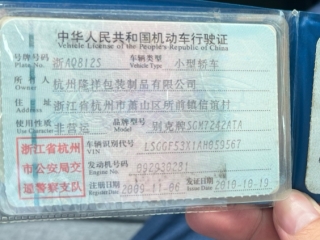 中华人民共和国机动车行驶证
Vehicle License of the People's Republic of China
号牌号码 浙AQ812S 车辆类型 小型轿车
Plate No. Vehicle Type
所有人 杭州隆祥包装制品有限公司
Owner
住址 浙江省杭州市萧山区所前镇信谊村
使用性质 非营运 品牌型号 别克牌SGM7242ATA
Use Character Model
浙江省杭州市公安局交通警察支队
车辆识别代号
VIN
发动机号码
Engine No.
注册日期 2009-11-06 发证日期 2010-10-19
Register Date Issue Date